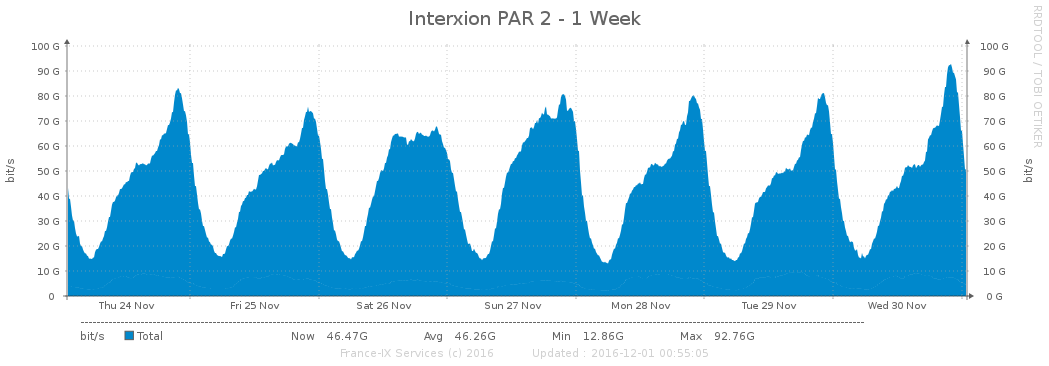 Interxion PAR 2 - 1 Week
RRDTOOL / TOBI OETIKER
bit/s
100 G 100 G
90 G 90 G
80 G 80 G
70 G 70 G
60 G 60 G
50 G 50 G
40 G 40 G
30 G 30 G
20 G 20 G
10 G 10 G
0 0 G
bit/s
Thu 24 Nov Fri 25 Nov Sat 26 Nov Sun 27 Nov Mon 28 Nov Tue 29 Nov Wed 30 Nov
bit/s Total Now 46.47G Avg 46.26G Min 12.86G Max 92.76G
France-IX Services (c) 2016 Updated : 2016-12-01 00:55:05